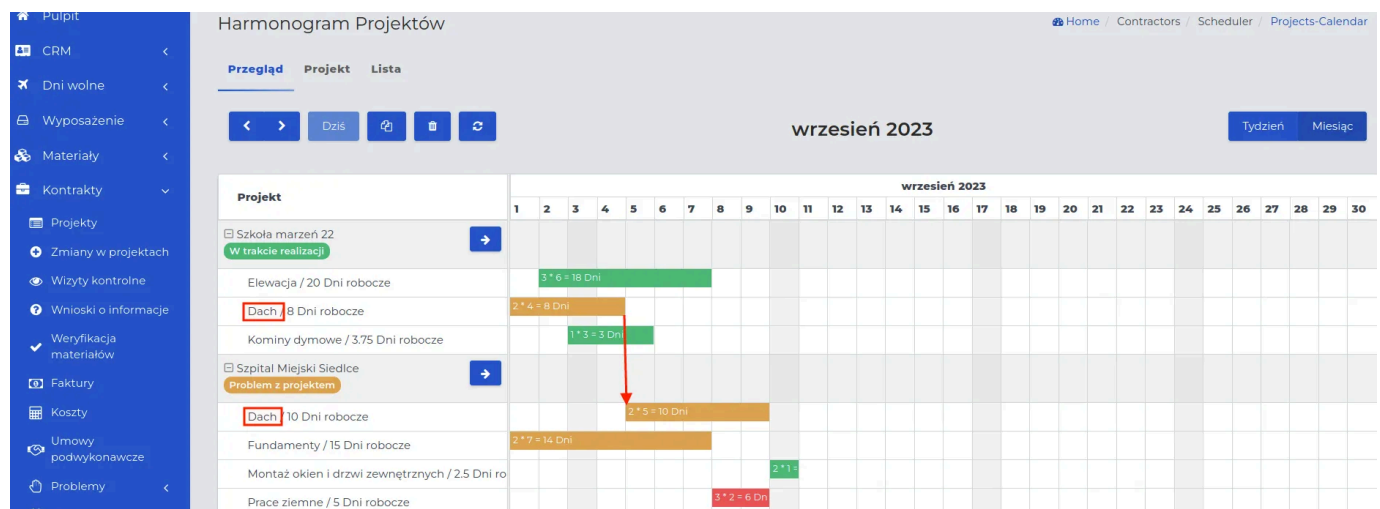 Pulpit
CRM
Dni wolne
Wyposażenie
Materiały
Kontrakty
Projekty
Zmiany w projektach
Wizyty kontrolne
Wnioski o informacje
Weryfikacja
materiałów
Faktury
Koszty
Umowy
podwykonawcze
Problemy
Harmonogram Projektów
Home / Contractors / Scheduler / Projects-Calendar
Przegląd Projekt Lista
Dziś
wrzesień 2023
Tydzień Miesiąc
Projekt
wrzesień 2023
1 2 3 4 5 6 7 8 9 10 11 12 13 14 15 16 17 18 19 20 21 22 23 24 25 26 27 28 29 30
Szkoła marzeń 22
W trakcie realizacji
Elewacja / 20 Dni robocze
3 * 6 = 18 Dni
Dach / 8 Dni robocze
2 * 4 = 8 Dni
Kominy dymowe / 3.75 Dni robocze
1 * 3 = 3 Dni
Szpital Miejski Siedlce
Problem z projektem
Dach / 10 Dni robocze
2 * 5 = 10 Dni
Fundamenty / 15 Dni robocze
2 * 7 = 14 Dni
Montaż okien i drzwi zewnętrznych / 2.5 Dni ro
2 * 1 =
Prace ziemne / 5 Dni robocze
3 * 2 = 6 Dn